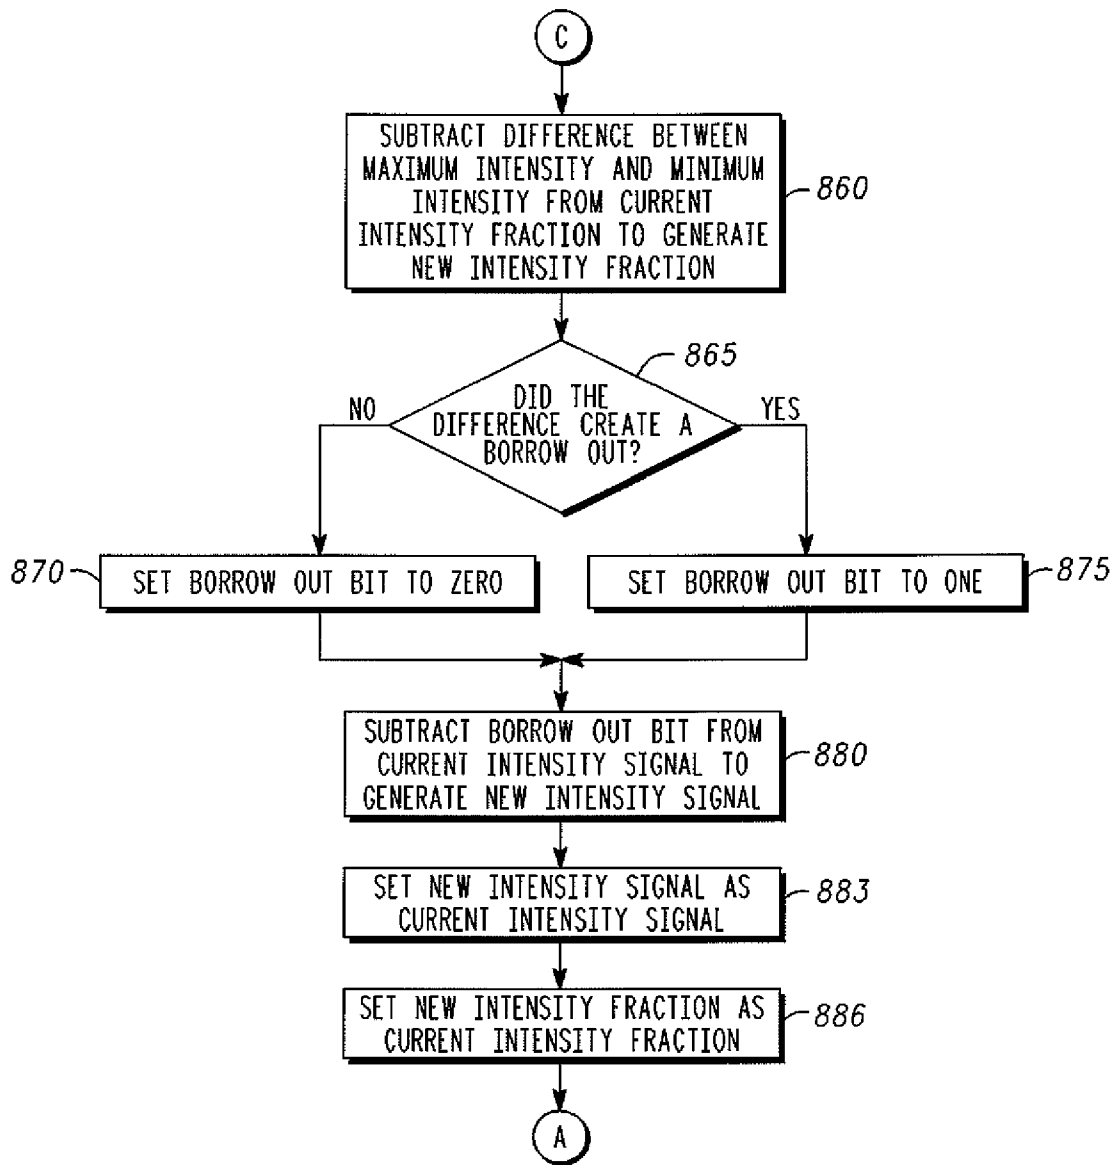 C
SUBTRACT DIFFERENCE BETWEEN
MAXIMUM INTENSITY AND MINIMUM
INTENSITY FROM CURRENT
INTENSITY FRACTION TO GENERATE
NEW INTENSITY FRACTION
860
865
DID THE
DIFFERENCE CREATE A
BORROW OUT?
NO
YES
870
SET BORROW OUT BIT TO ZERO
SET BORROW OUT BIT TO ONE
875
SUBTRACT BORROW OUT BIT FROM
CURRENT INTENSITY SIGNAL TO
GENERATE NEW INTENSITY SIGNAL
880
SET NEW INTENSITY SIGNAL AS
CURRENT INTENSITY SIGNAL
883
SET NEW INTENSITY FRACTION AS
CURRENT INTENSITY FRACTION
886
A